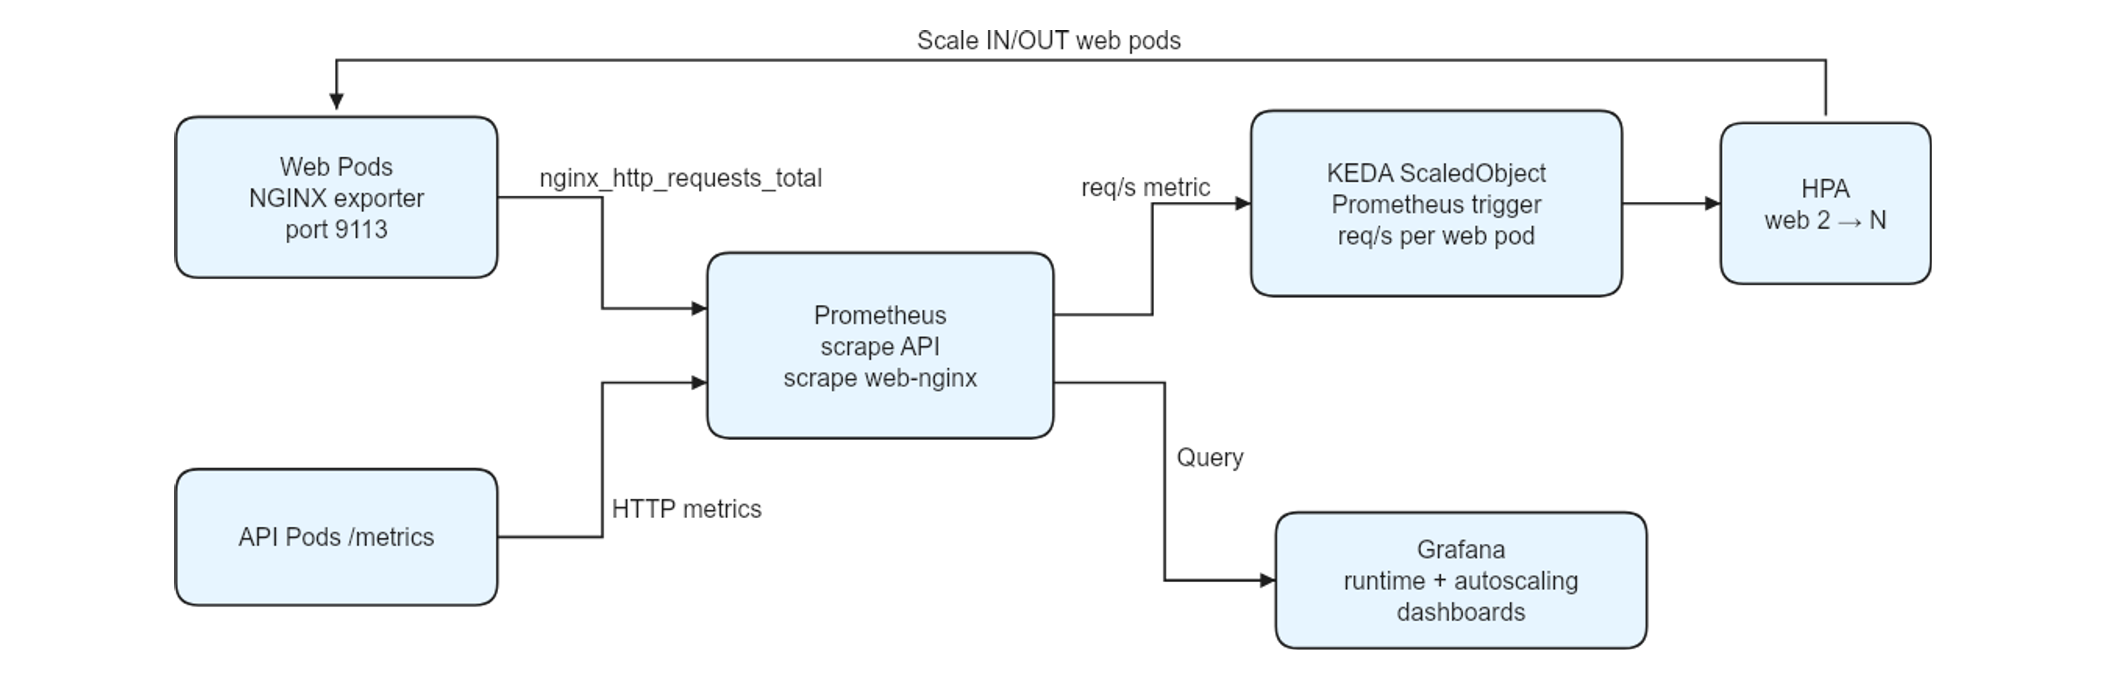 Scale IN/OUT web pods
Web Pods
NGINX exporter
port 9113
nginx_http_requests_total
req/s metric
KEDA ScaledObject
Prometheus trigger
req/s per web pod
HPA
web 2 → N
Prometheus
scrape API
scrape web-nginx
Query
HTTP metrics
API Pods /metrics
Grafana
runtime + autoscaling
dashboards